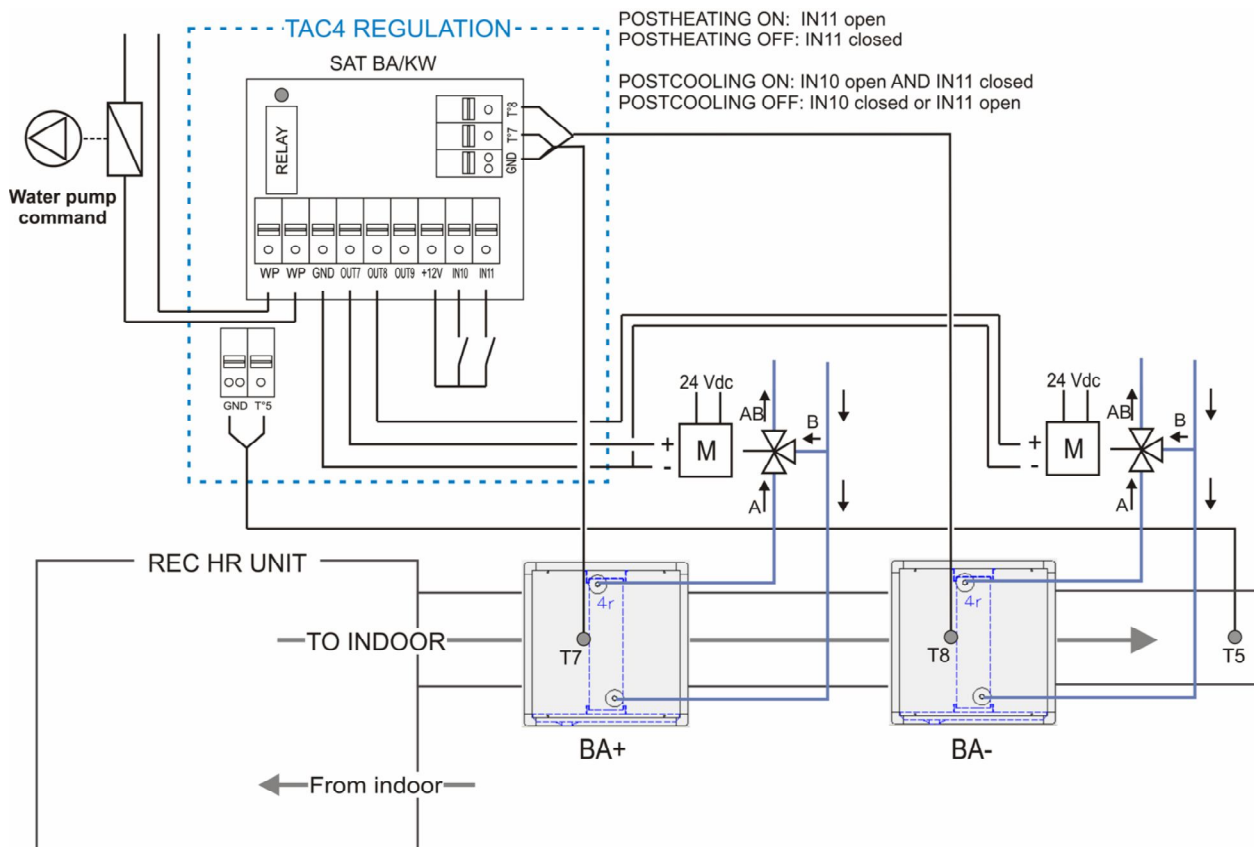 TAC4 REGULATION
POSTHEATING ON: IN11 open
POSTHEATING OFF: IN11 closed
POSTCOOLING ON: IN10 open AND IN11 closed
POSTCOOLING OFF: IN10 closed or IN11 open
SAT BA/KW
RELAY
T°8
T°7
GND
Water pump
command
WP WP GND OUT7 OUT8 OUT9 +12V IN10 IN11
GND T°5
24 Vdc
AB
B
+
-
M
A
24 Vdc
AB
B
+
-
M
A
REC HR UNIT
4r
4r
TO INDOOR
T7
T8
T5
BA+
BA-
From indoor